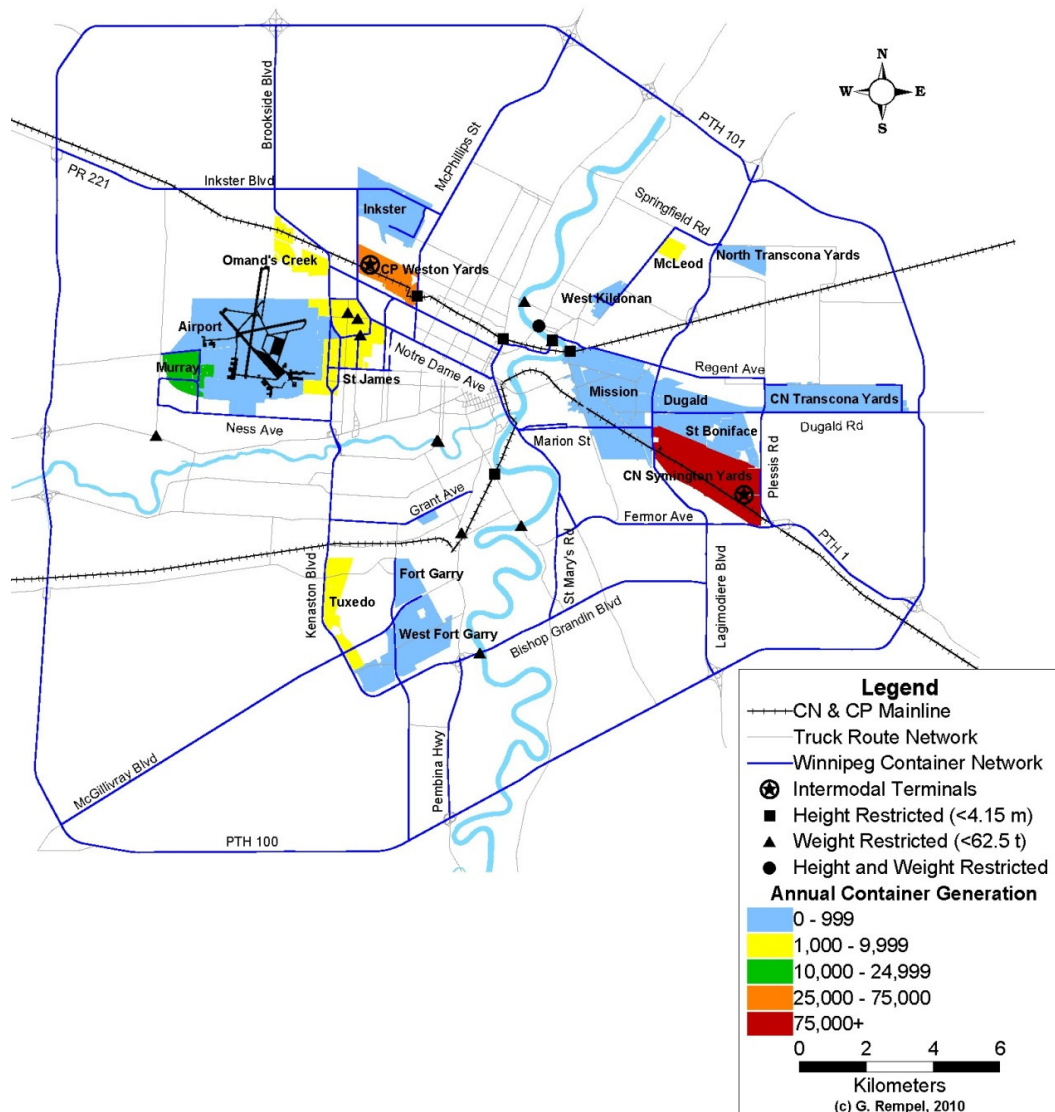 N
W
E
S
Brookside Blvd
McPhillips St
PTH 101
PR 221
Inkster Blvd
Inkster
Springfield Rd
Omand's Creek
CP Weston Yards
McLeod
North Transcona Yards
West Kildonan
Airport
Murray
St James
Notre Dame Ave
Regent Ave
Mission
Dugald
CN Transcona Yards
Ness Ave
Marion St
St Boniface
Dugald Rd
Plessis Rd
CN Symington Yards
Grant Ave
Fermor Ave
PTH 1
Kenaston Blvd
Fort Garry
St Mary's Rd
Lagimodiere Blvd
Tuxedo
West Fort Garry
Bishop Grandin Blvd
McGillivray Blvd
Pembina Hwy
PTH 100
Legend
CN & CP Mainline
Truck Route Network
Winnipeg Container Network
Intermodal Terminals
Height Restricted (<4.15 m)
Weight Restricted (<62.5 t)
Height and Weight Restricted
Annual Container Generation
0 - 999
1,000 - 9,999
10,000 - 24,999
25,000 - 75,000
75,000+
0 2 4 6
Kilometers
(c) G. Rempel, 2010